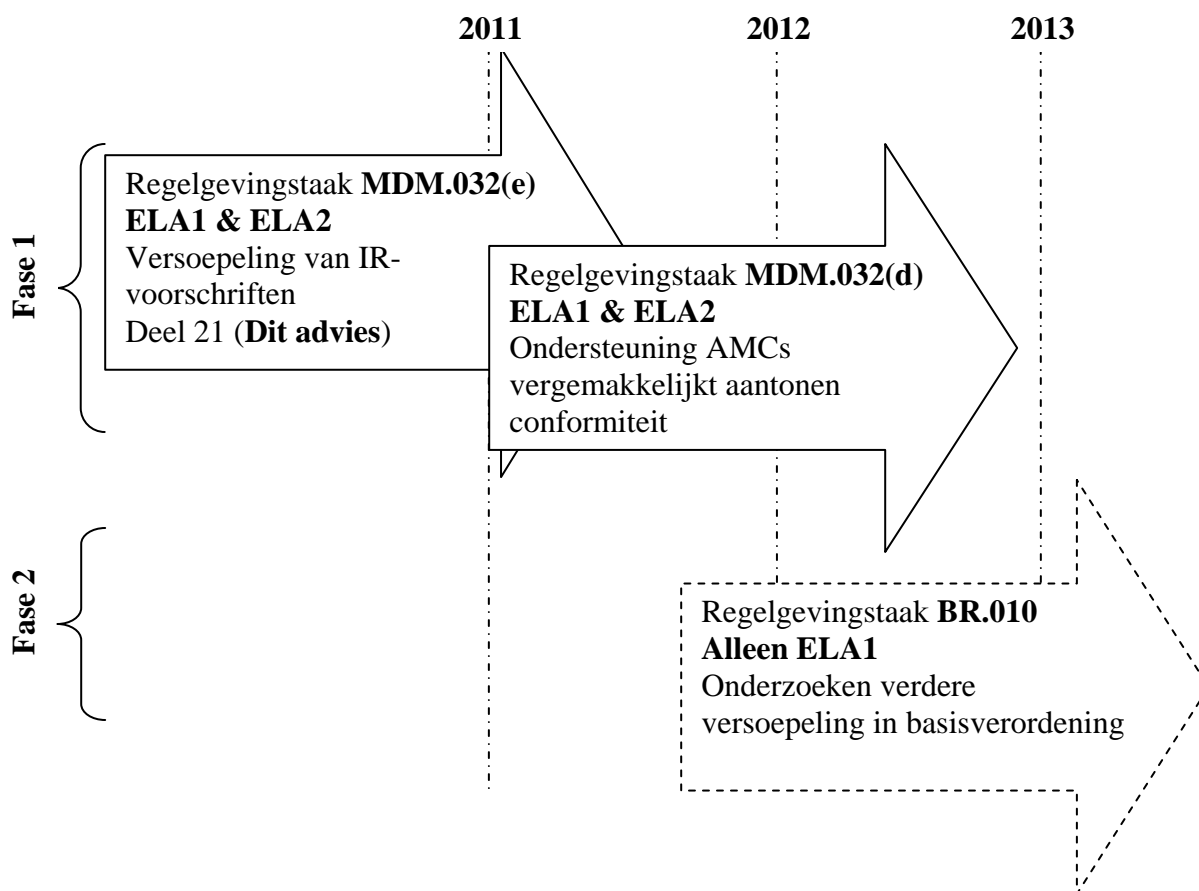 2011 2012 2013
Fase 1
Regelgevingstaak MDM.032(e)
ELA1 & ELA2
Versoepeling van IR-
voorschriften
Deel 21 (Dit advies)
Regelgevingstaak MDM.032(d)
ELA1 & ELA2
Ondersteuning AMCs
vergemakkelijkt aantonen
conformiteit
Fase 2
Regelgevingstaak BR.010
Alleen ELA1
Onderzoeken verdere
versoepeling in basisverordening